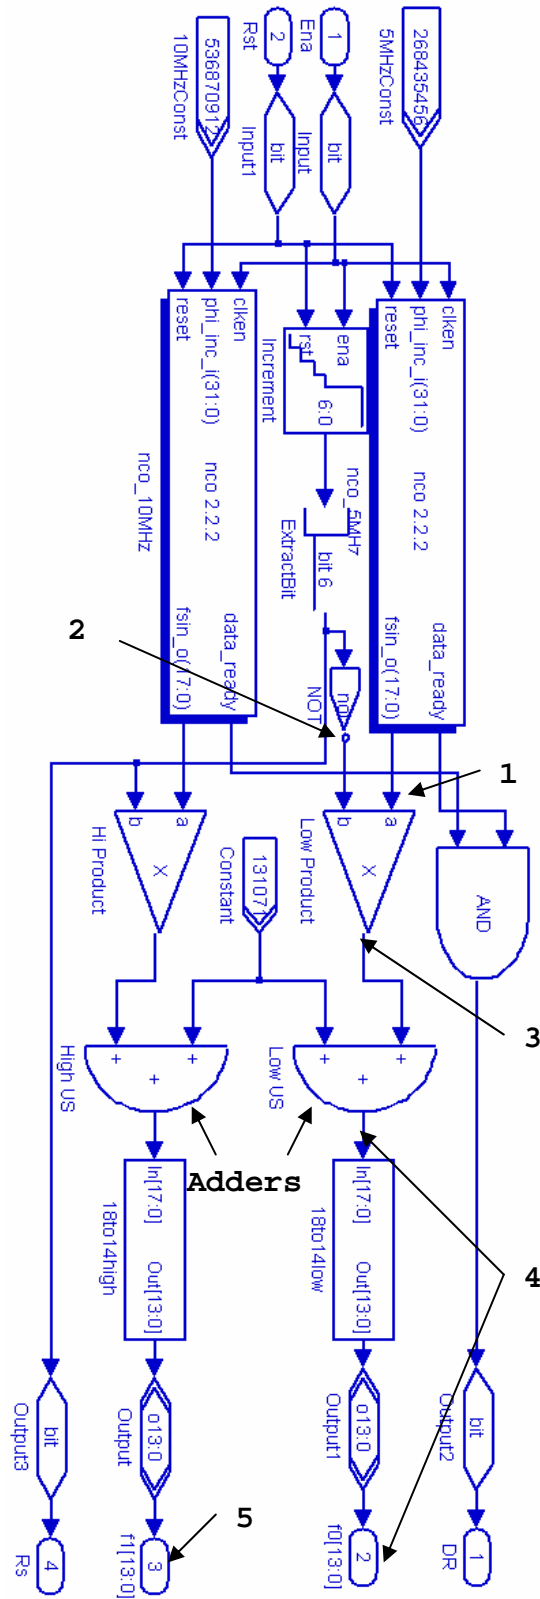 268435456
5MHzConst
1
Ena
2
Rst
536870912
10MHzConst
bit
Input
bit
Input1
clken
phi_inc_i(31:0)
reset
nco 2.2.2
data_ready
fsin_o(17:0)
nco_5MHz
ena
rst
6:0
Increment
bit 6
ExtractBit
not
NOT
clken
phi_inc_i(31:0)
reset
nco 2.2.2
data_ready
fsin_o(17:0)
nco_10MHz
2
1
AND
a
b
X
Low Product
131071
Constant
a
b
X
Hi Product
3
+
+
+
Low US
+
+
+
High US
Adders
4
In[17:0]
Out[13:0]
18to14low
In[17:0]
Out[13:0]
18to14high
bit
Output2
o13:0
Output1
o13:0
Output
bit
Output3
5
1
DR
2
f0[13:0]
3
f1[13:0]
4
Rs